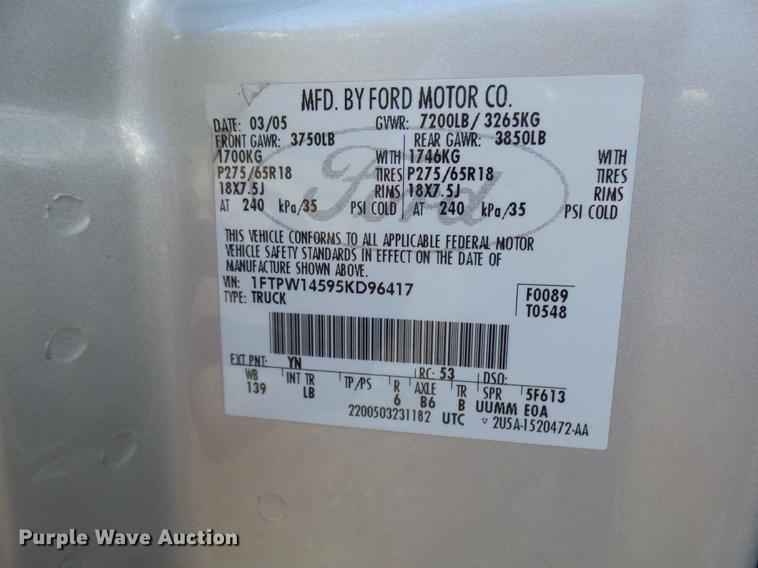 MFD. BY FORD MOTOR CO.
DATE: 03/05 GVWR: 7200LB/ 3265KG
FRONT GAWR: 3750LB REAR GAWR: 3850LB
1700KG WITH 1746KG WITH
P275/65R18 TIRES P275/65R18 TIRES
18X7.5J RIMS 18X7.5J RIMS
AT 240 kPa/35 PSI COLD AT 240 kPa/35 PSI COLD
Ford
THIS VEHICLE CONFORMS TO ALL APPLICABLE FEDERAL MOTOR
VEHICLE SAFETY STANDARDS IN EFFECT ON THE DATE OF
MANUFACTURE SHOWN ABOVE.
VIN: 1FTPW14595KD96417 F0089
TYPE: TRUCK T0548
EXT PNT: YN RC: 53 DSO:
WB INT TR TP/PS R AXLE TR SPR 5F613
139 LB 6 B6 B UUMM E0A
2200503231182 UTC ▽ 2U5A-1520472-AA
Purple Wave Auction